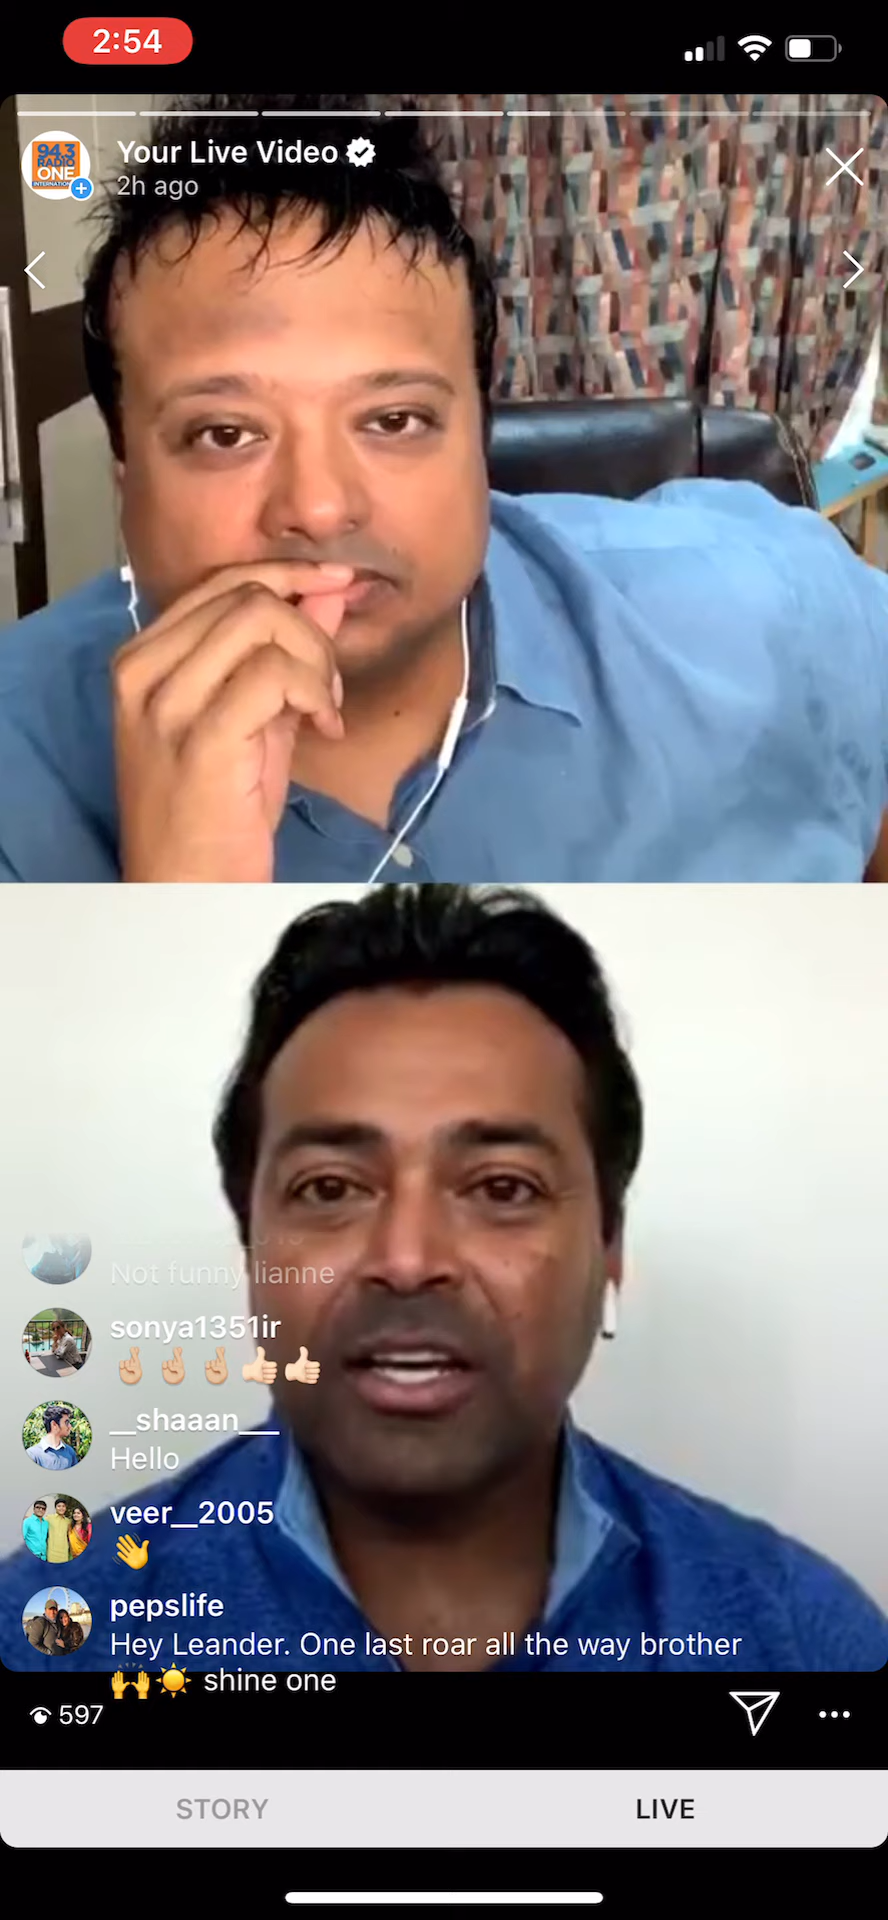 2:54
94.3
RADIO
ONE
INTERNATIONAL
Your Live Video
2h ago
Not funny lianne
sonya1351ir
🤞🏼🤞🏼🤞🏼👍🏻👍🏻
__shaaan__
Hello
veer__2005
👋
pepslife
Hey Leander. One last roar all the way brother
🙌☀️ shine one
597
STORY
LIVE